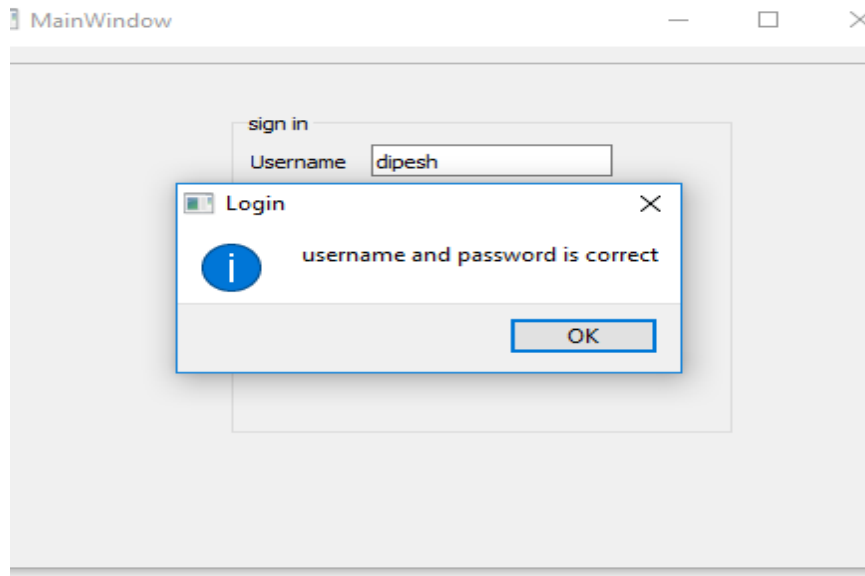 MainWindow
sign in
Username dipesh
Login
username and password is correct
OK